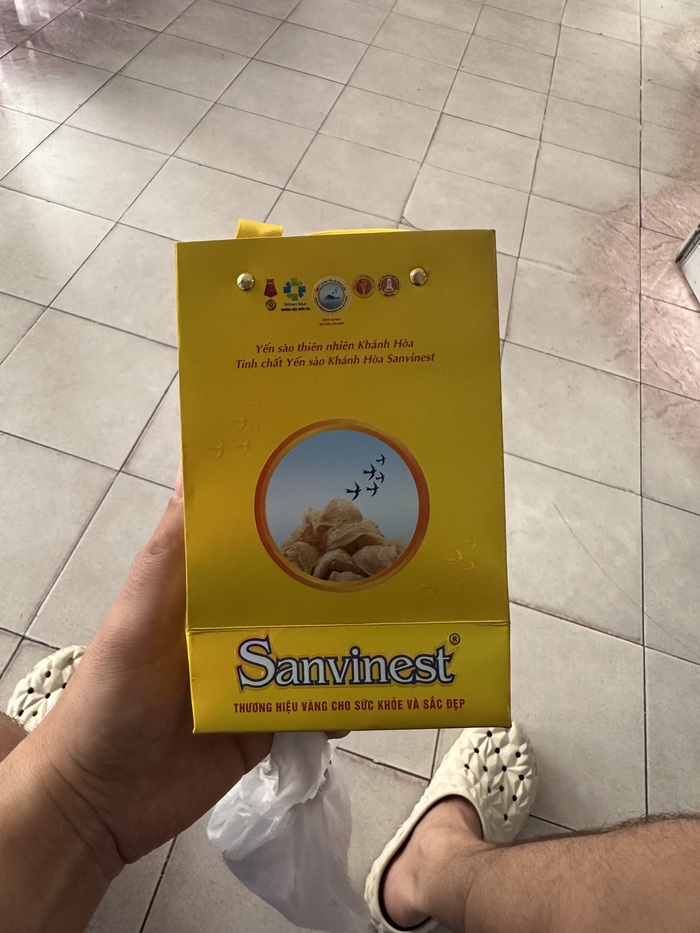 Yến sào thiên nhiên Khánh Hòa
Tinh chất Yến sào Khánh Hòa Sanvinest
Sanvinest®
THƯƠNG HIỆU VÀNG CHO SỨC KHỎE VÀ SẮC ĐẸP